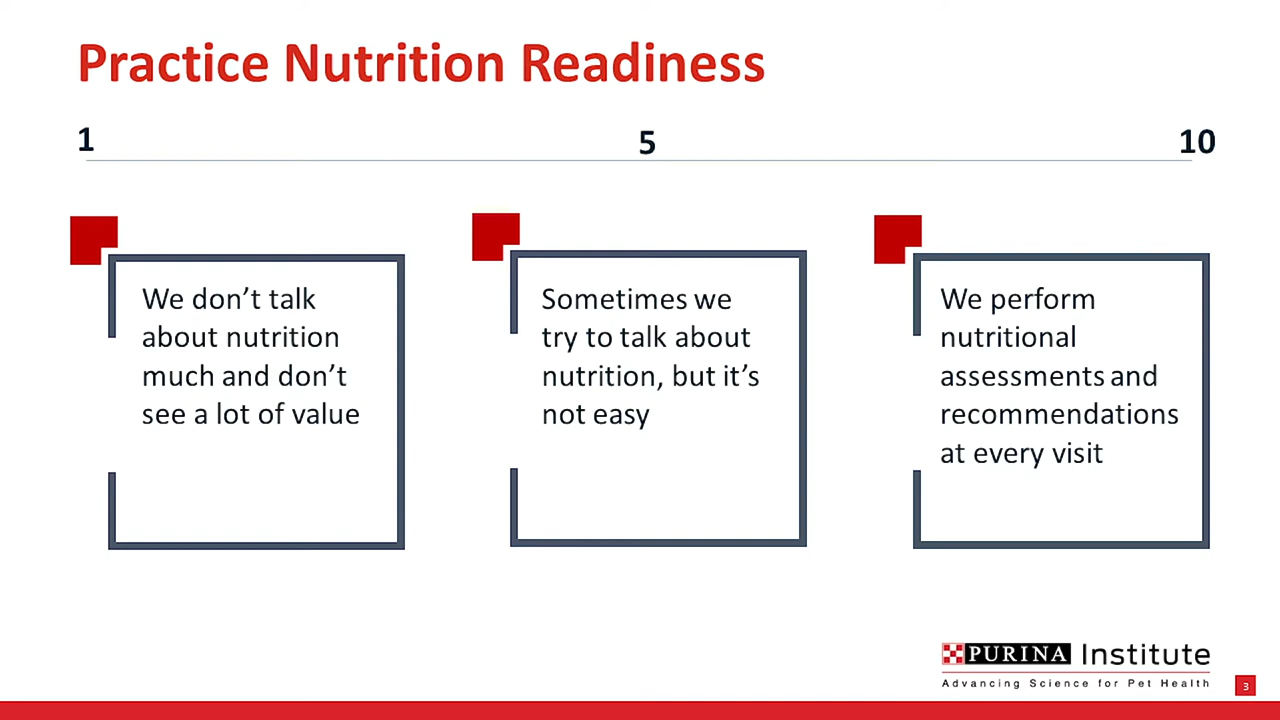 Practice Nutrition Readiness
1
5
10
We don’t talk
about nutrition
much and don’t
see a lot of value
Sometimes we
try to talk about
nutrition, but it’s
not easy
We perform
nutritional
assessments and
recommendations
at every visit
PURINA Institute
Advancing Science for Pet Health
3